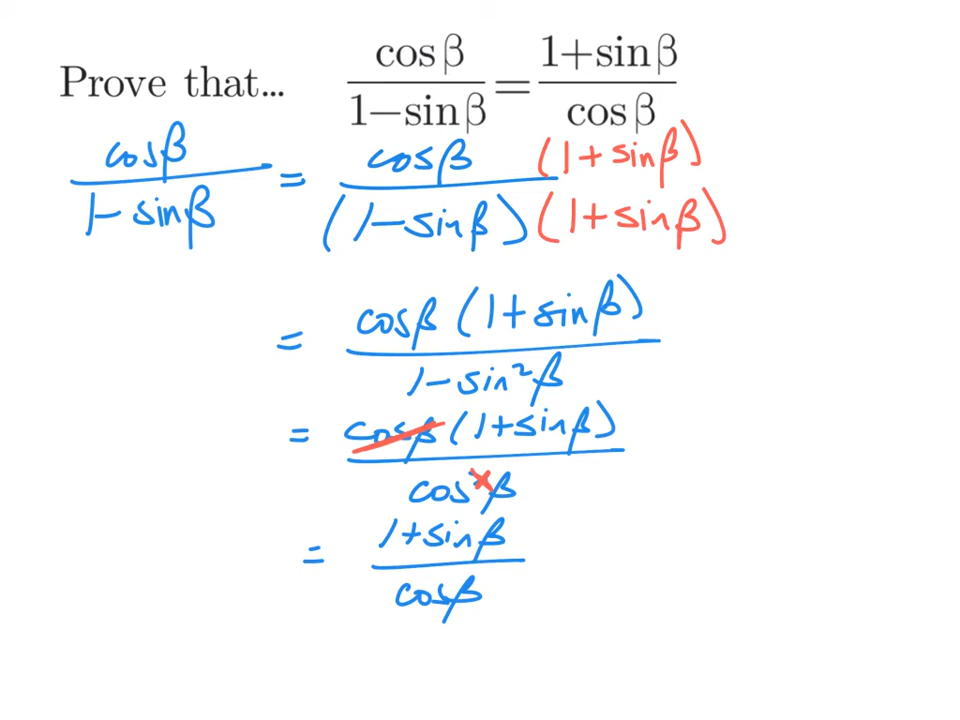 Prove that... cosβ/1−sinβ = 1+sinβ/cosβ
cosβ/1−sinβ = cosβ (1+sinβ)/(1−sinβ)(1+sinβ)
= cosβ(1+sinβ)/1−sin²β
= cosβ(1+sinβ)/cos²β
= 1+sinβ/cosβ